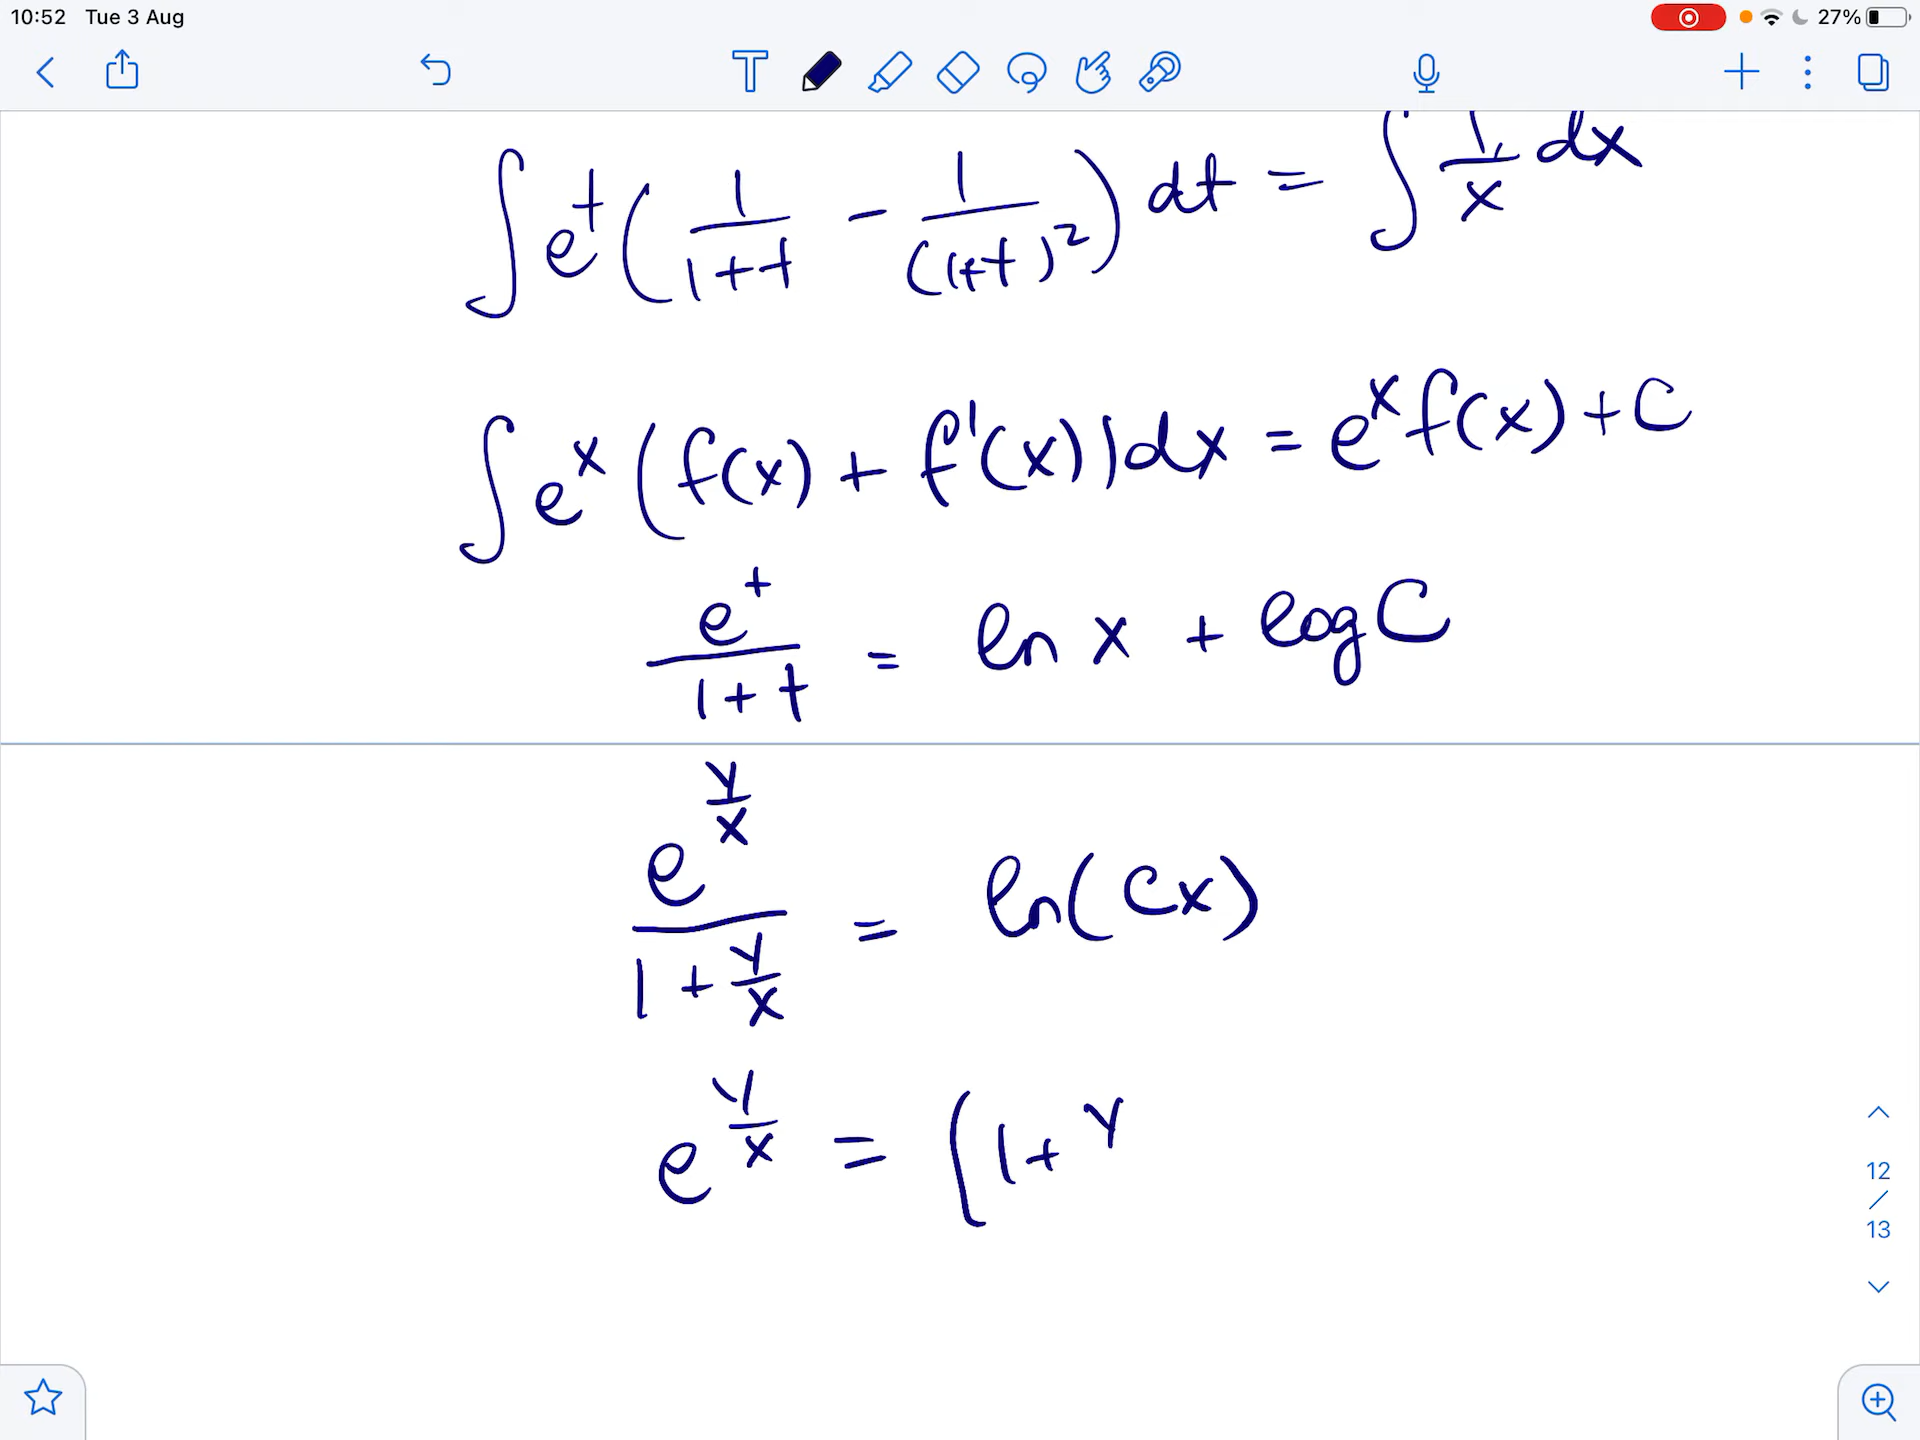 10:52 Tue 3 Aug 27%
T
∫ e^t (1/(1+t) - 1/(1+t)^2) dt = ∫ 1/x dx
∫ e^x (f(x) + f'(x)) dx = e^x f(x) + C
e^t/(1+t) = ln x + log C
e^(y/x)/(1 + y/x) = ln(Cx)
e^(y/x) = (1 + y
12
/
13